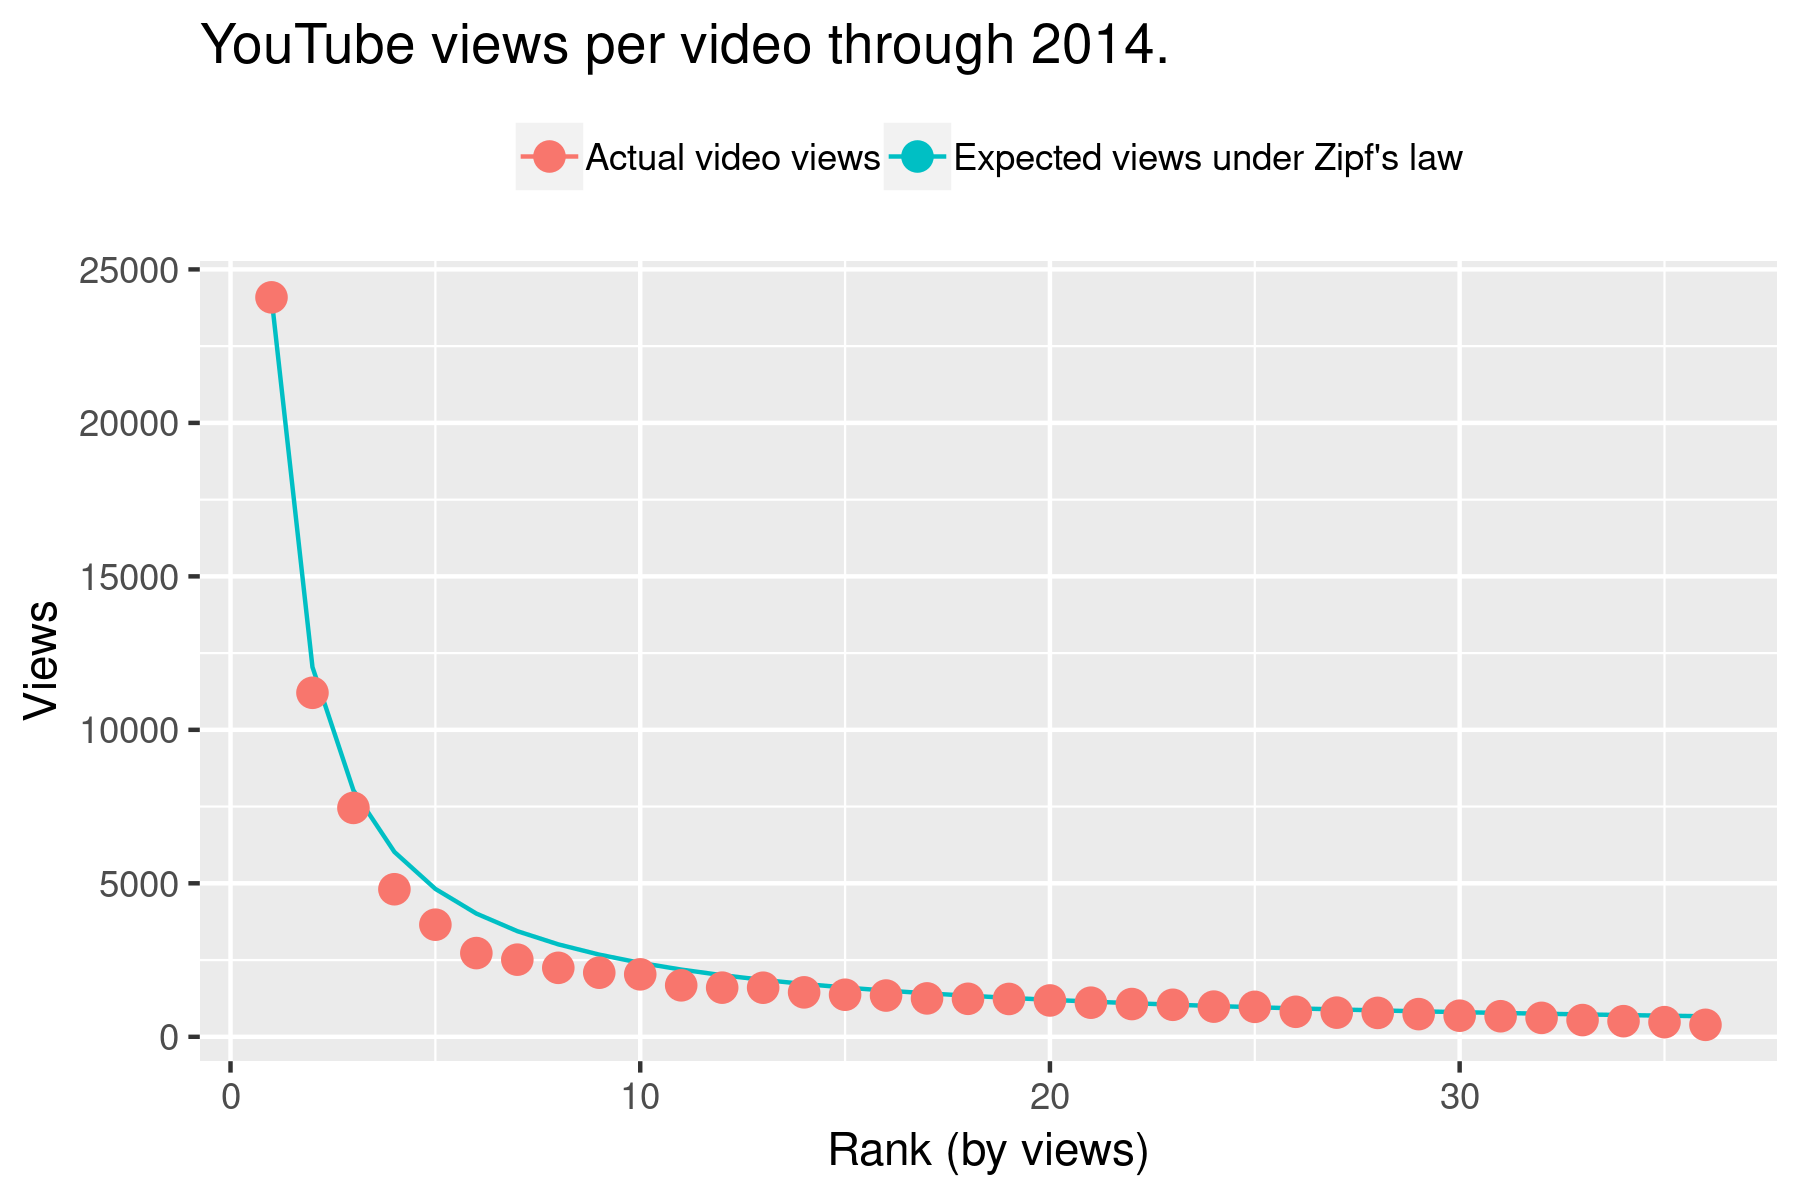 YouTube views per video through 2014.
Actual video views Expected views under Zipf's law
25000
20000
15000
10000
5000
0
Views
0 10 20 30
Rank (by views)